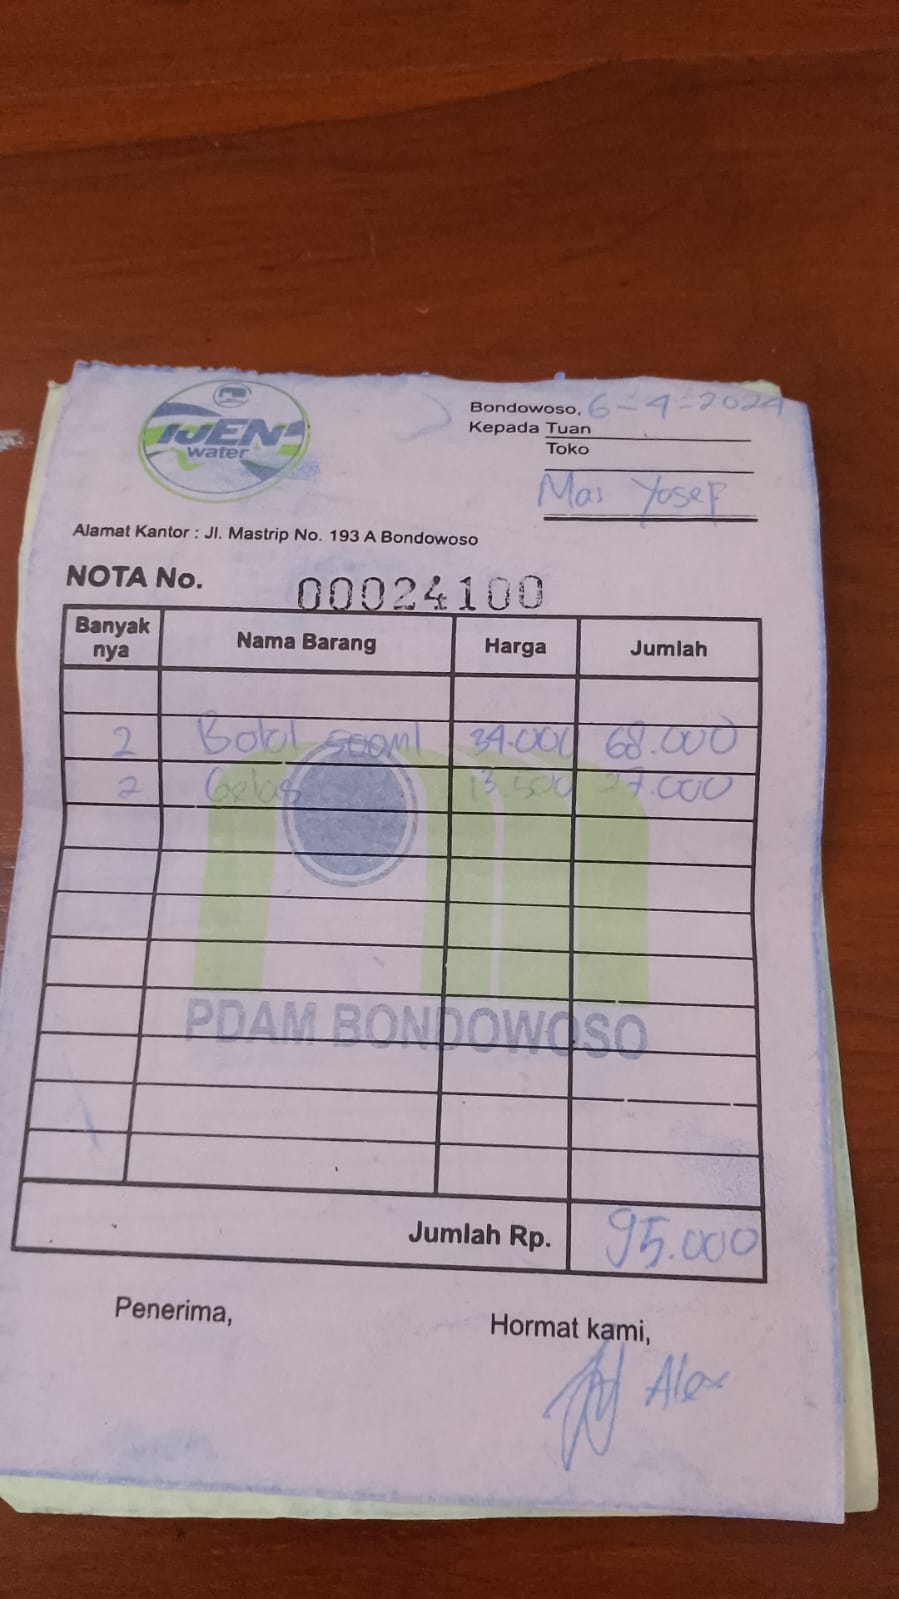 IJEN
water
Bondowoso, 6-4-2024
Kepada Tuan
Toko
Mas Yosef
Alamat Kantor : Jl. Mastrip No. 193 A Bondowoso
NOTA No. 00024100
Banyak nya Nama Barang Harga Jumlah
2 Botol 500ml 34.000 68.000
2 Gelas 13.500 27.000
PDAM BONDOWOSO
Jumlah Rp. 95.000
Penerima, Hormat kami,
Alex